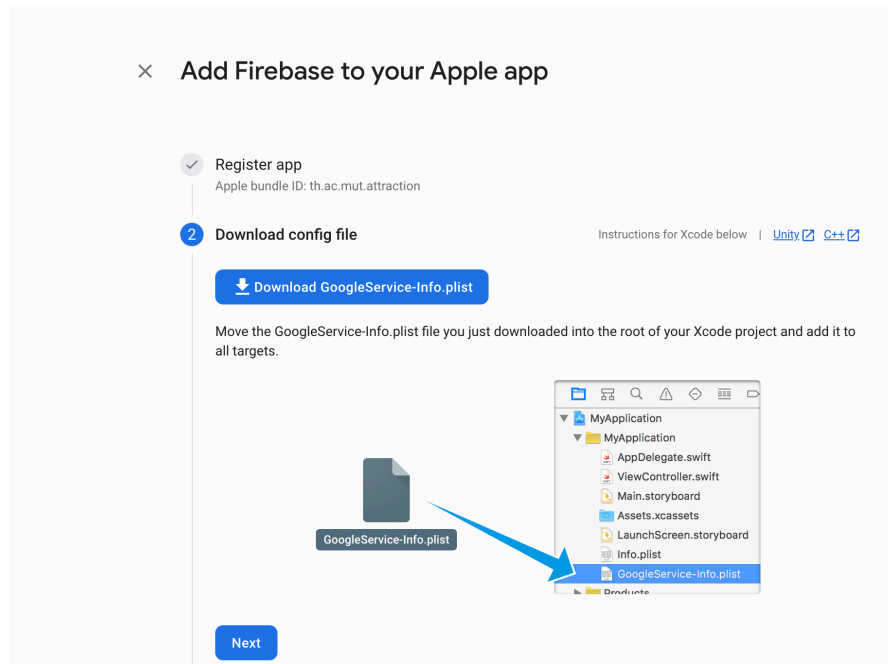 Add Firebase to your Apple app
Register app
Apple bundle ID: th.ac.mut.attraction
2 Download config file
Instructions for Xcode below | Unity C++
Download GoogleService-Info.plist
Move the GoogleService-Info.plist file you just downloaded into the root of your Xcode project and add it to
all targets.
MyApplication
MyApplication
AppDelegate.swift
ViewController.swift
Main.storyboard
Assets.xcassets
LaunchScreen.storyboard
Info.plist
GoogleService-Info.plist
Products
GoogleService-Info.plist
Next